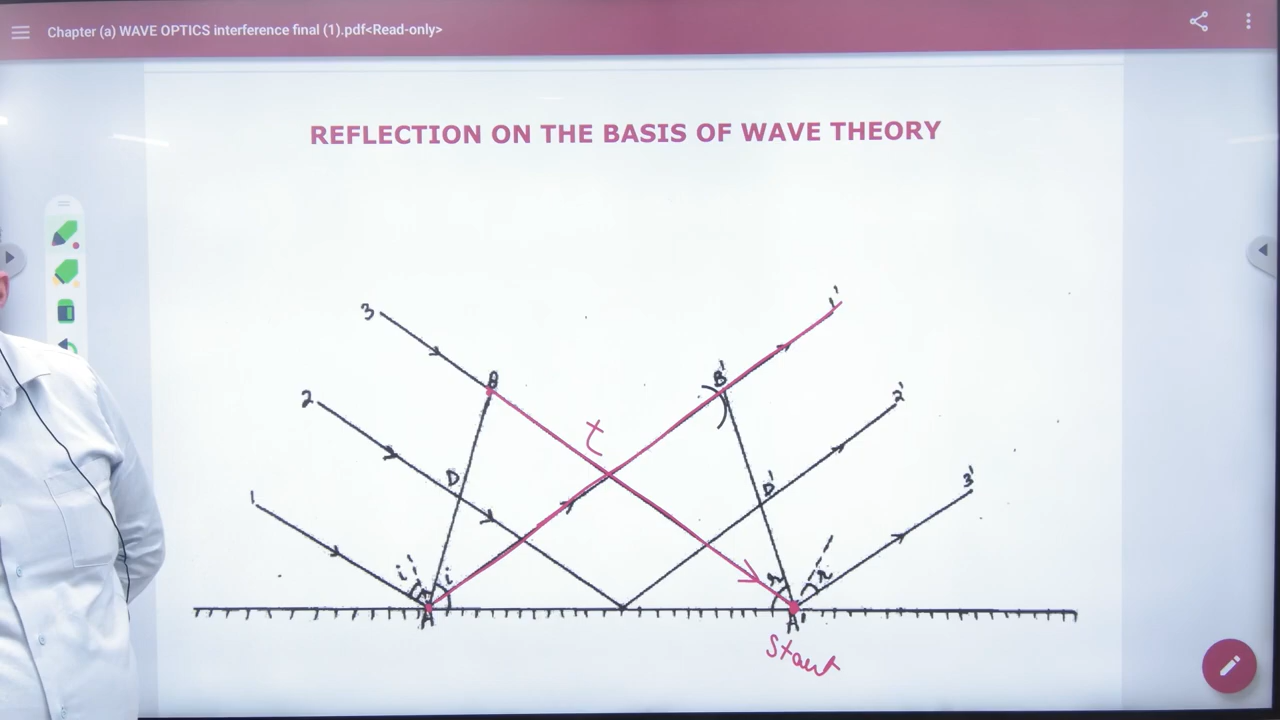 Chapter (a) WAVE OPTICS interference final (1).pdf<Read-only>
REFLECTION ON THE BASIS OF WAVE THEORY
3
B
B'
1'
2
t
2'
D
D'
3'
1
i
i
r
r
A
A'
Start